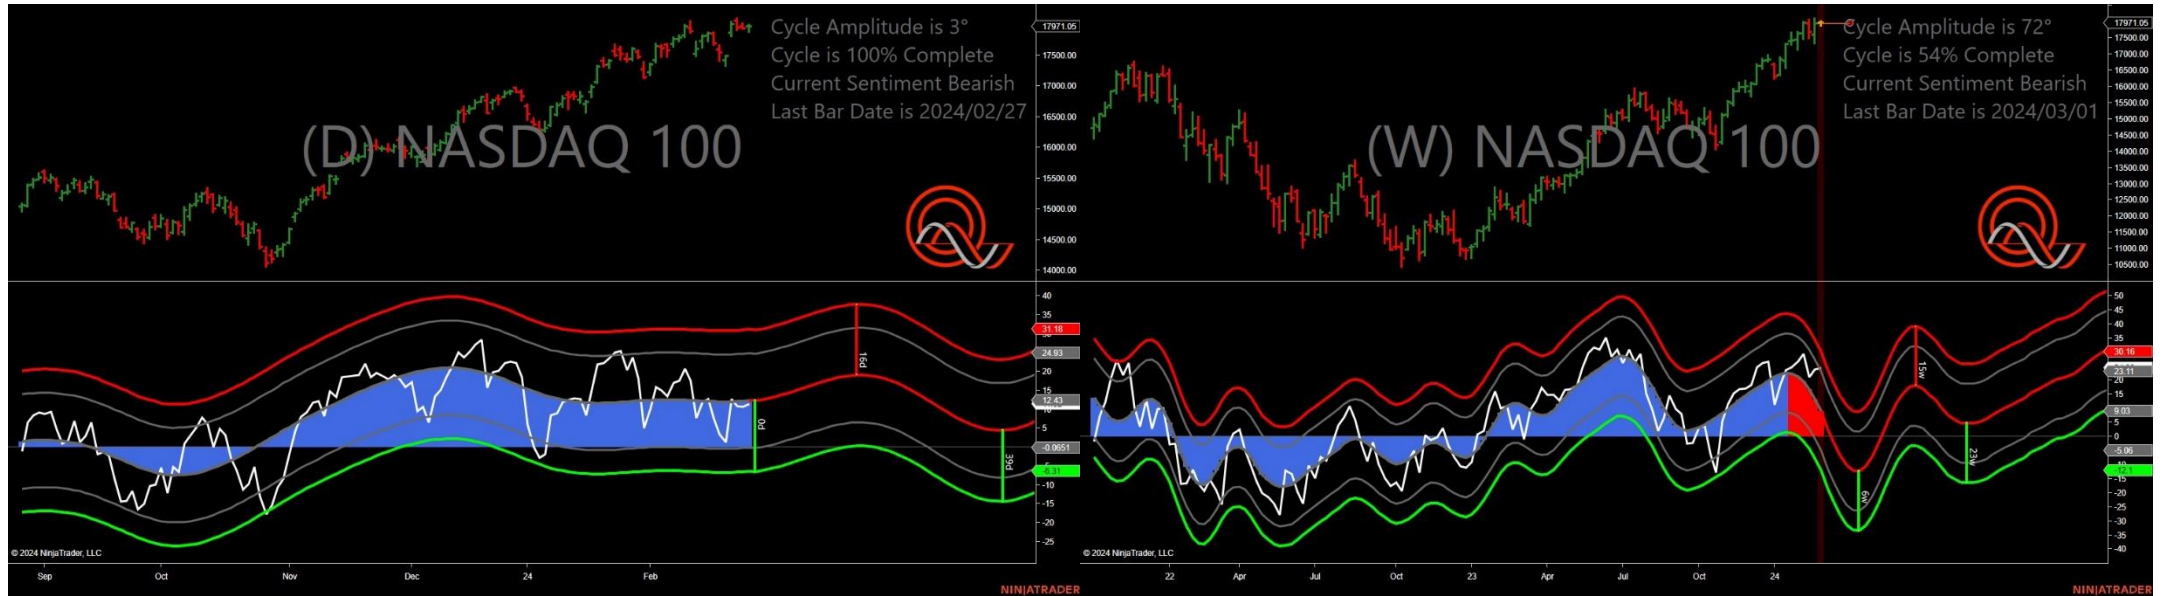 Cycle Amplitude is 3°
Cycle is 100% Complete
Current Sentiment Bearish
Last Bar Date is 2024/02/27
(D) NASDAQ 100
17971.05
17500.00
17000.00
16500.00
16000.00
15500.00
15000.00
14500.00
14000.00
40
35
31.18
24.93
20
15
12.43
5
-0.0651
-6.31
-10
-15
-20
-25
16d
0d
39d
© 2024 NinjaTrader, LLC
Sep
Oct
Nov
Dec
24
Feb
NINJATRADER
Cycle Amplitude is 72°
Cycle is 54% Complete
Current Sentiment Bearish
Last Bar Date is 2024/03/01
(W) NASDAQ 100
17971.05
17500.00
17000.00
16500.00
16000.00
15500.00
15000.00
14500.00
14000.00
13500.00
13000.00
12500.00
12000.00
11500.00
11000.00
10500.00
50
45
40
35
30.16
23.11
20
15
9.03
5
0
-5.06
-12.1
-15
-20
-25
-30
-35
-40
15w
6w
23w
© 2024 NinjaTrader, LLC
22
Apr
Jul
Oct
23
Apr
Jul
Oct
24
NINJATRADER